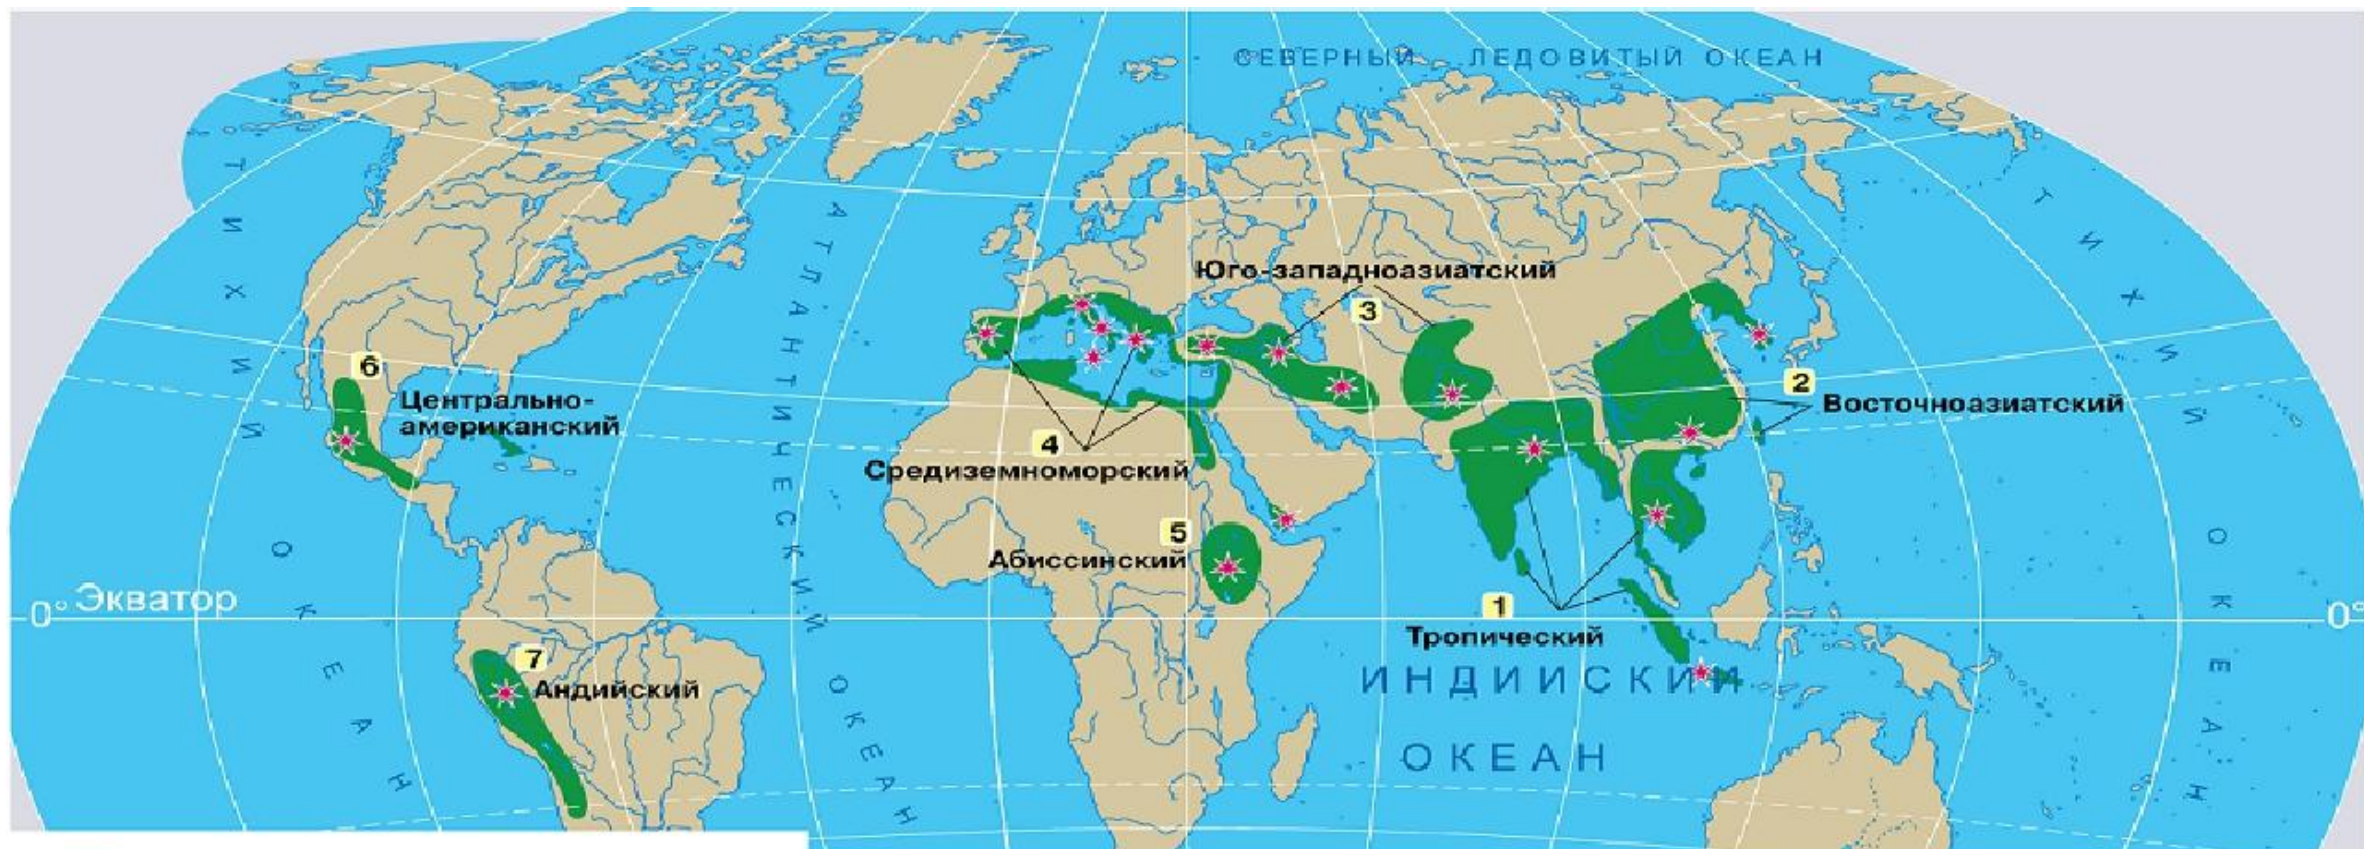 СЕВЕРНЫЙ ЛЕДОВИТЫЙ ОКЕАН
ТИХИЙ
ОКЕАН
АТЛАНТИЧЕСКИЙ
ОКЕАН
ТИХИЙ
ОКЕАН
Юго-западноазиатский
3
6
Центрально-
американский
2
Восточноазиатский
4
Средиземноморский
5
Абиссинский
0° Экватор
0°
1
Тропический
7
Андийский
ИНДИЙСКИЙ
ОКЕАН